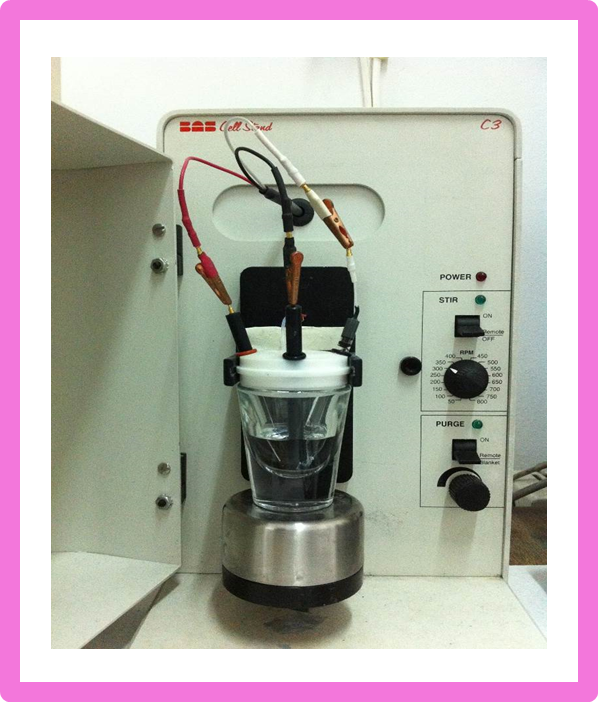 BAS Cell Stand
C3
POWER
STIR
ON
Remote
OFF
RPM
400 450
350 500
300 550
250 600
200 650
150 700
100 750
50 800
PURGE
ON
Remote
Blanket